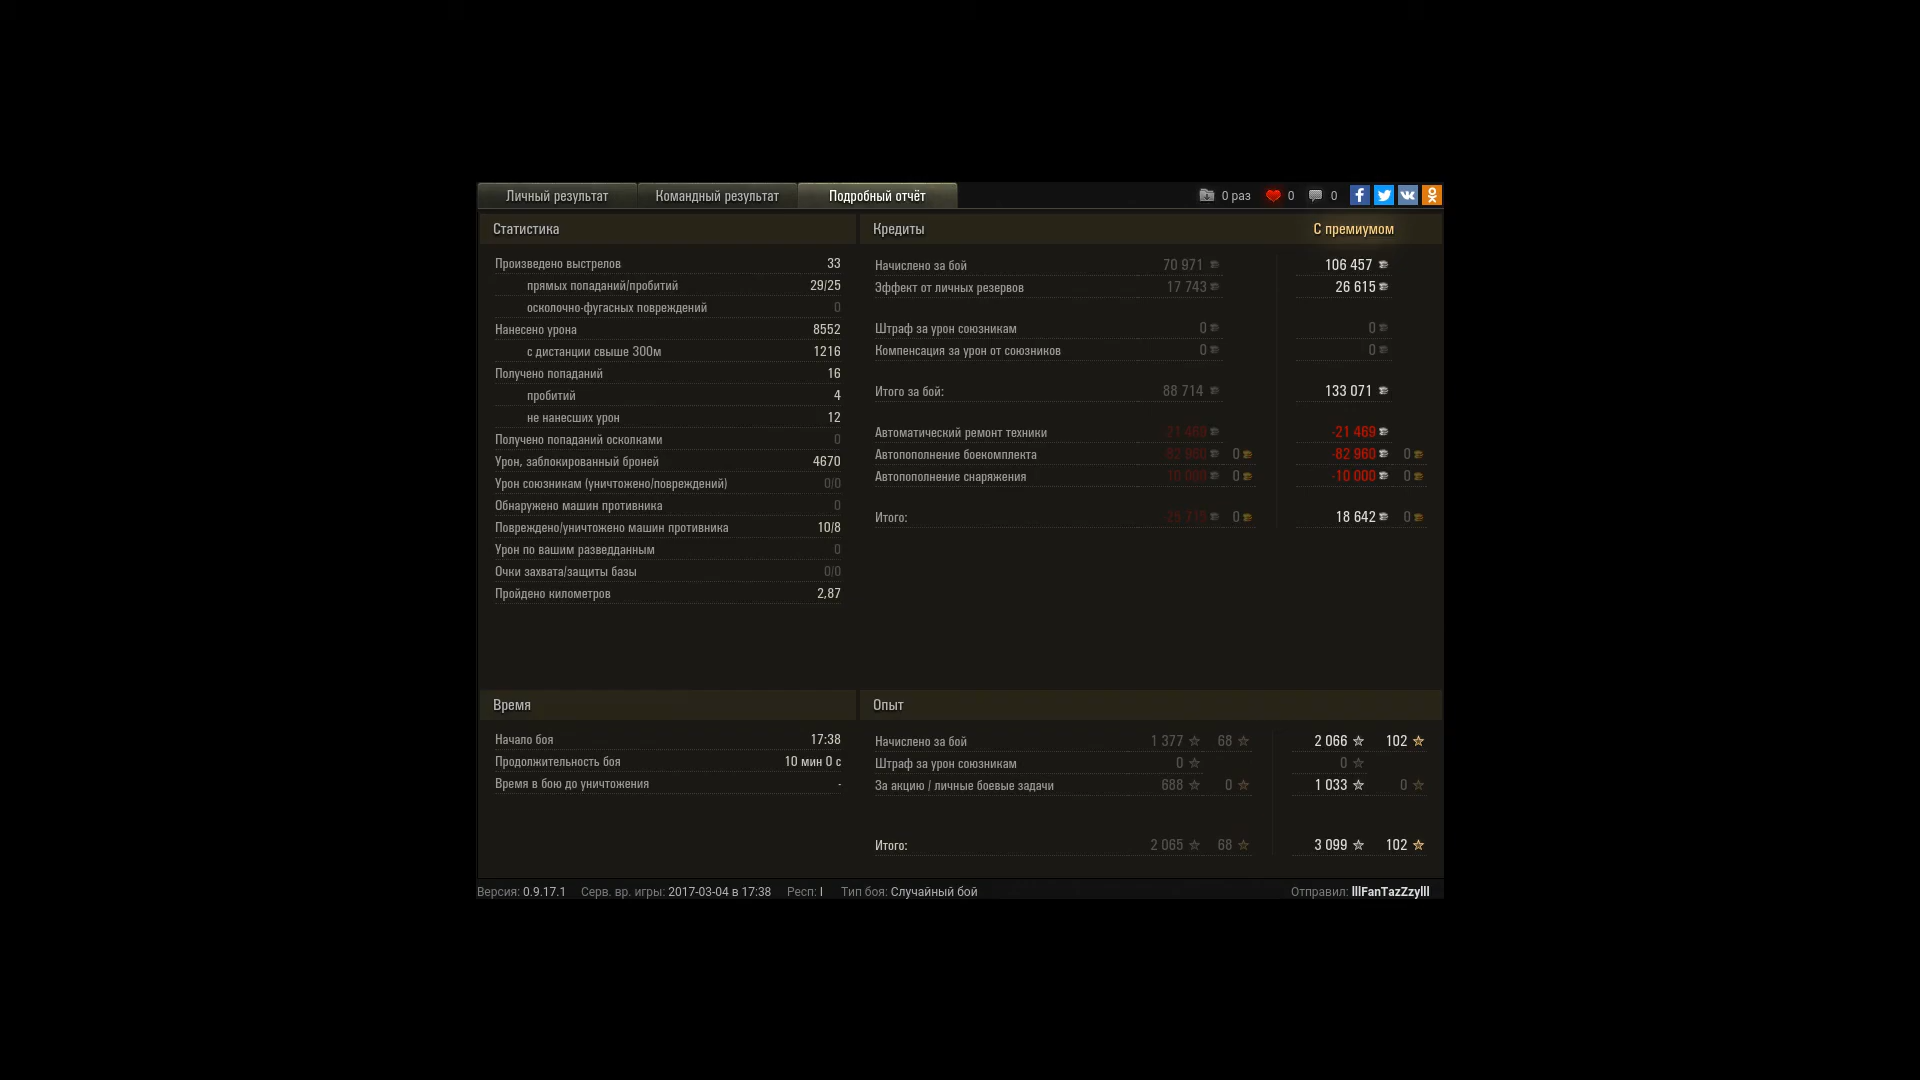 Личный результат Командный результат Подробный отчёт 0 раз 0 0
Статистика
Произведено выстрелов 33
прямых попаданий/пробитий 29/25
осколочно-фугасных повреждений 0
Нанесено урона 8552
с дистанции свыше 300м 1216
Получено попаданий 16
пробитий 4
не нанесших урон 12
Получено попаданий осколками 0
Урон, заблокированный броней 4670
Урон союзникам (уничтожено/повреждений) 0/0
Обнаружено машин противника 0
Повреждено/уничтожено машин противника 10/8
Урон по вашим разведданным 0
Очки захвата/защиты базы 0/0
Пройдено километров 2,87
Кредиты С премиумом
Начислено за бой 70 971 106 457
Эффект от личных резервов 17 743 26 615
Штраф за урон союзникам 0 0
Компенсация за урон от союзников 0 0
Итого за бой: 88 714 133 071
Автоматический ремонт техники -21 469 -21 469
Автопополнение боекомплекта -82 960 0 -82 960 0
Автопополнение снаряжения -10 000 0 -10 000 0
Итого: -25 715 0 18 642 0
Время
Начало боя 17:38
Продолжительность боя 10 мин 0 с
Время в бою до уничтожения -
Опыт
Начислено за бой 1 377 68 2 066 102
Штраф за урон союзникам 0 0
За акцию / личные боевые задачи 688 0 1 033 0
Итого: 2 065 68 3 099 102
Версия: 0.9.17.1 Серв. вр. игры: 2017-03-04 в 17:38 Респ: I Тип боя: Случайный бой Отправил: lllFanTazZzylll